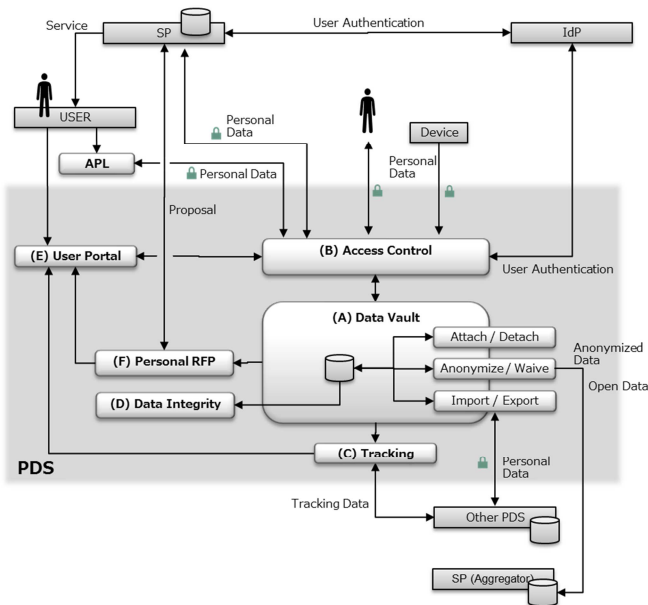 User Authentication
Service
SP
IdP
USER
Personal
Data
Device
Personal
Data
APL
Personal Data
Proposal
(E) User Portal
(B) Access Control
User Authentication
(A) Data Vault
Attach / Detach
Anonymized
Data
(F) Personal RFP
Anonymize / Waive
Open Data
(D) Data Integrity
Import / Export
(C) Tracking
PDS
Personal
Data
Tracking Data
Other PDS
SP (Aggregator)